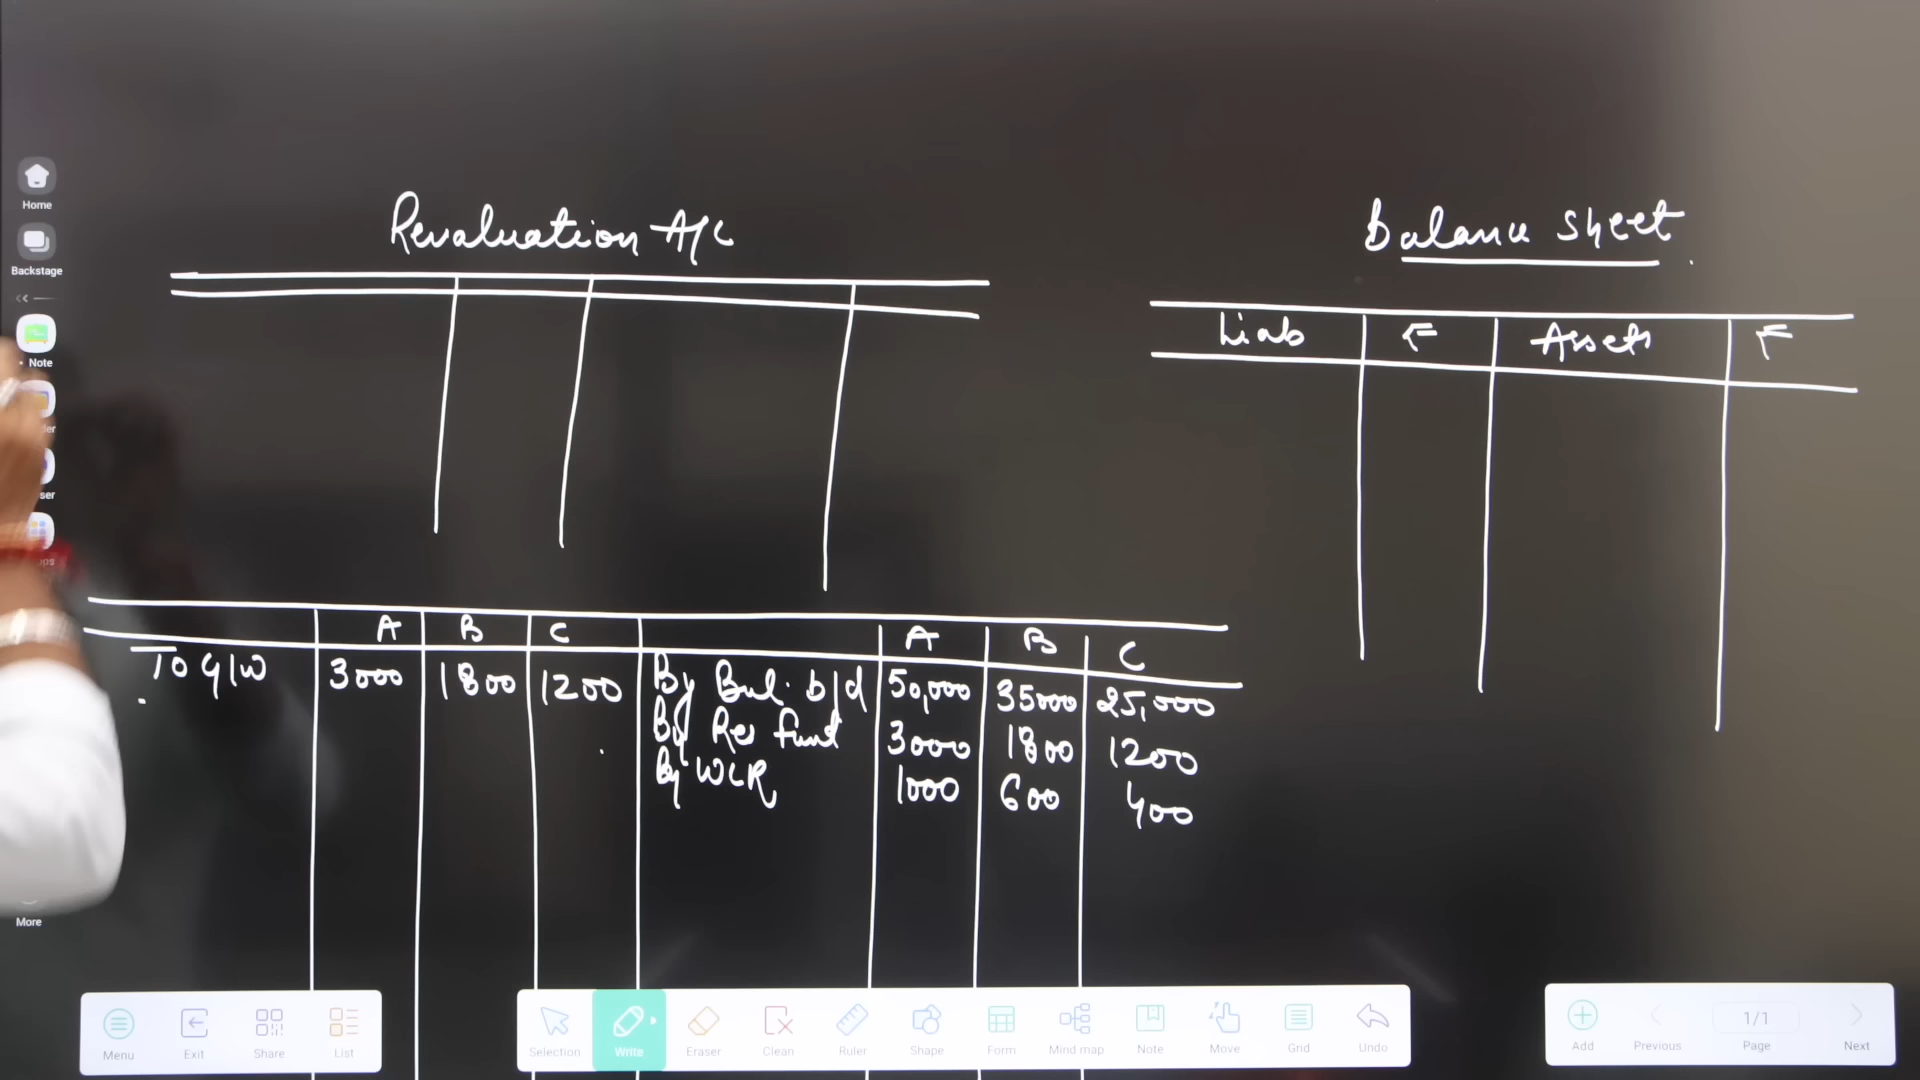 Home
Backstage
Note
More
Revaluation A/C
Balance Sheet
Liab ₹ Assets ₹
A B C A B C
To G/W 3000 1800 1200 By Bal. b/d 50,000 35000 25,000
By Res fund 3000 1800 1200
By WCR 1000 600 400
Menu Exit Share List
Selection Write Eraser Clean Ruler Shape Form Mind map Note Move Grid Undo
Add Previous 1/1 Page Next